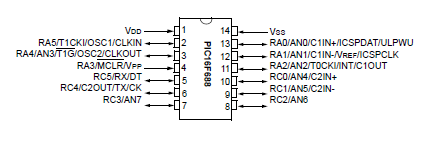 VDD 1 14 VSS
RA5/T1CKI/OSC1/CLKIN 2 13 RA0/AN0/C1IN+/ICSPDAT/ULPWU
RA4/AN3/T1G/OSC2/CLKOUT 3 12 RA1/AN1/C1IN-/VREF/ICSPCLK
RA3/MCLR/VPP 4 11 RA2/AN2/T0CKI/INT/C1OUT
RC5/RX/DT 5 10 RC0/AN4/C2IN+
RC4/C2OUT/TX/CK 6 9 RC1/AN5/C2IN-
RC3/AN7 7 8 RC2/AN6
PIC16F688